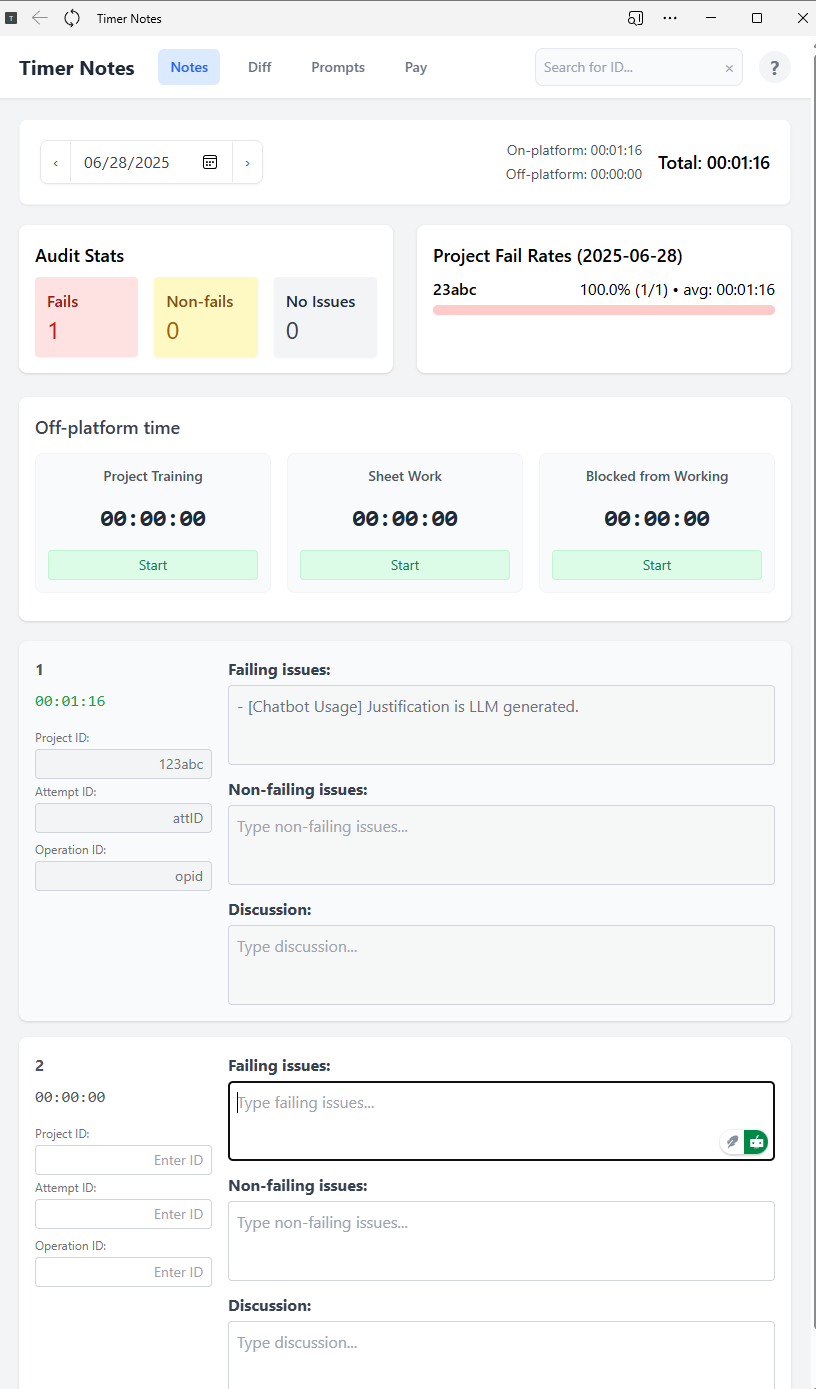 T Timer Notes
Timer Notes Notes Diff Prompts Pay Search for ID... × ?
‹ 06/28/2025 ›
On-platform: 00:01:16
Off-platform: 00:00:00
Total: 00:01:16
Audit Stats
Fails
1
Non-fails
0
No Issues
0
Project Fail Rates (2025-06-28)
23abc 100.0% (1/1) • avg: 00:01:16
Off-platform time
Project Training
00:00:00
Start
Sheet Work
00:00:00
Start
Blocked from Working
00:00:00
Start
1
00:01:16
Project ID:
123abc
Attempt ID:
attID
Operation ID:
opid
Failing issues:
- [Chatbot Usage] Justification is LLM generated.
Non-failing issues:
Type non-failing issues...
Discussion:
Type discussion...
2
00:00:00
Project ID:
Enter ID
Attempt ID:
Enter ID
Operation ID:
Enter ID
Failing issues:
Type failing issues...
Non-failing issues:
Type non-failing issues...
Discussion:
Type discussion...